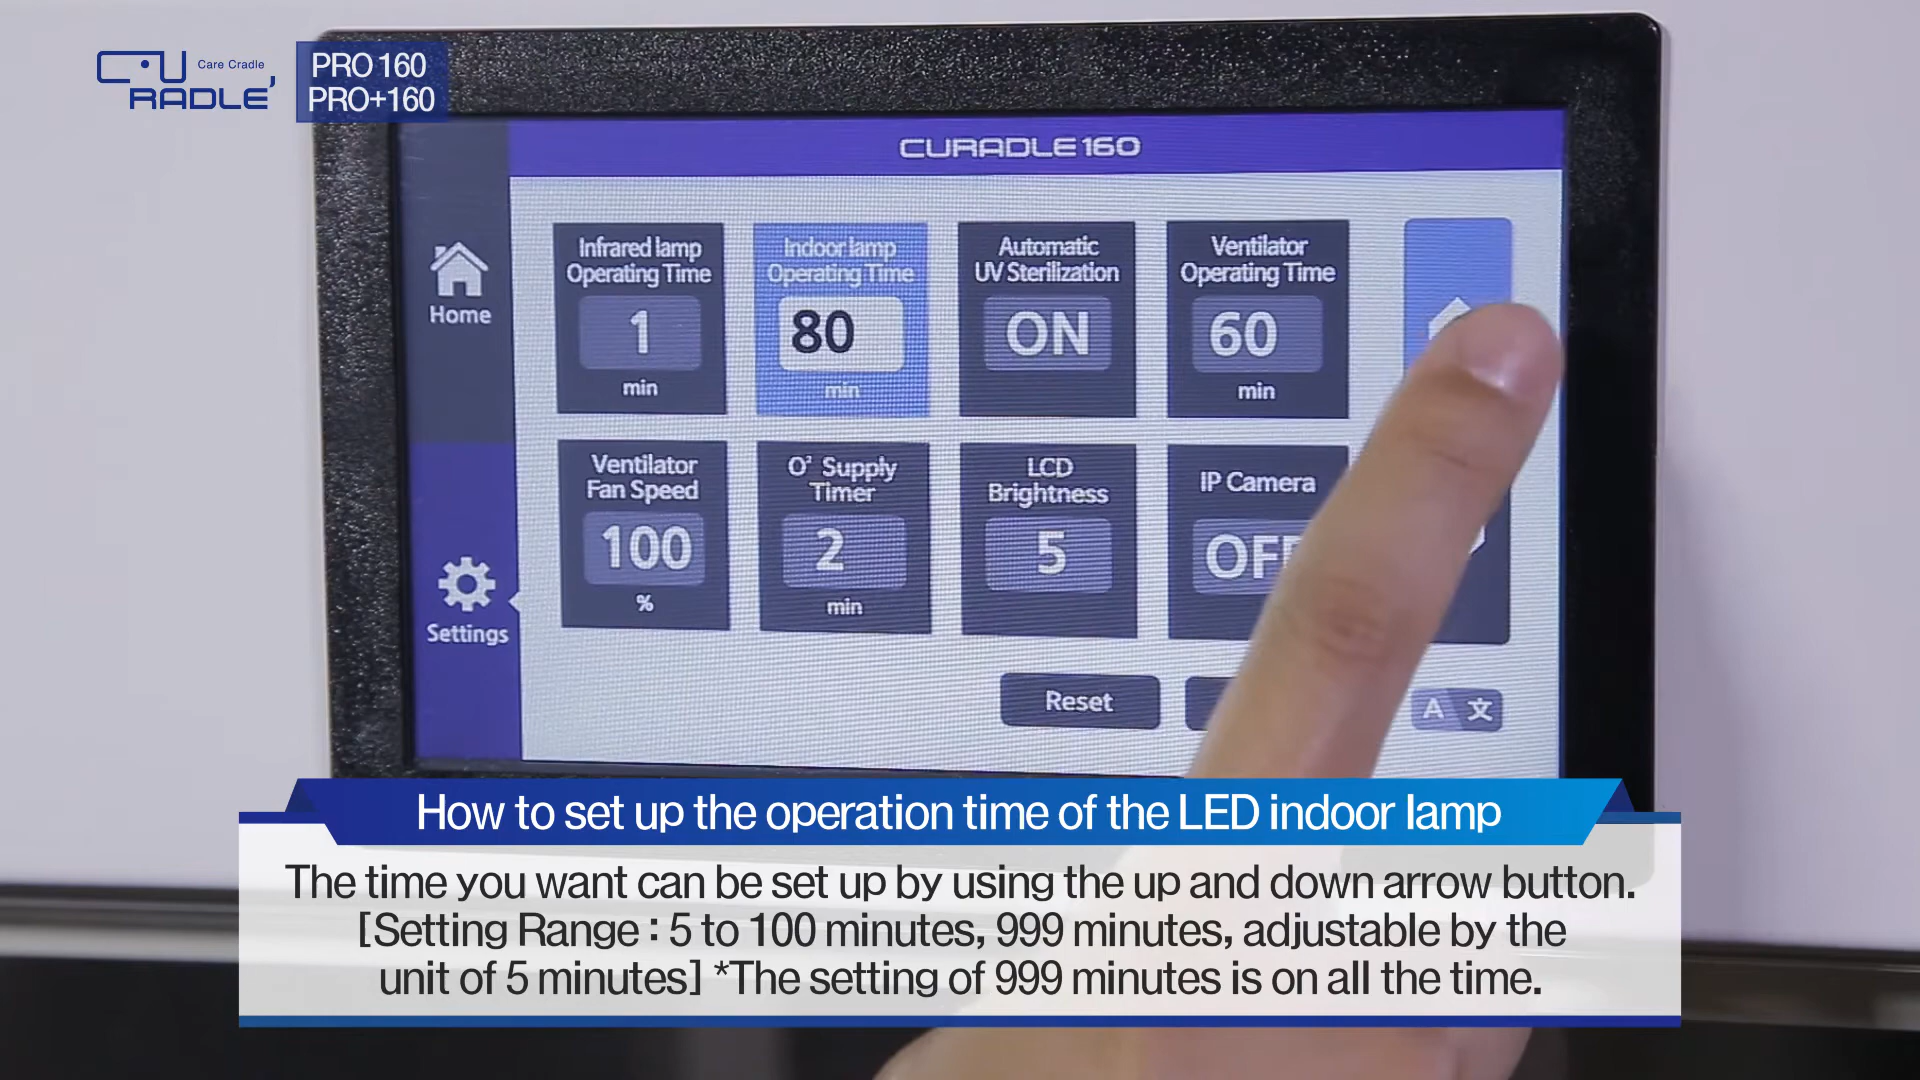 CURADLE
Care Cradle
PRO 160
PRO+160
CURADLE160
Home
Settings
Infrared lamp
Operating Time
1
min
Indoor lamp
Operating Time
80
min
Automatic
UV Sterilization
ON
Ventilator
Operating Time
60
min
Ventilator
Fan Speed
100
%
O² Supply
Timer
2
min
LCD
Brightness
5
IP Camera
Reset
A 文
How to set up the operation time of the LED indoor lamp
The time you want can be set up by using the up and down arrow button.
[Setting Range : 5 to 100 minutes, 999 minutes, adjustable by the
unit of 5 minutes] *The setting of 999 minutes is on all the time.